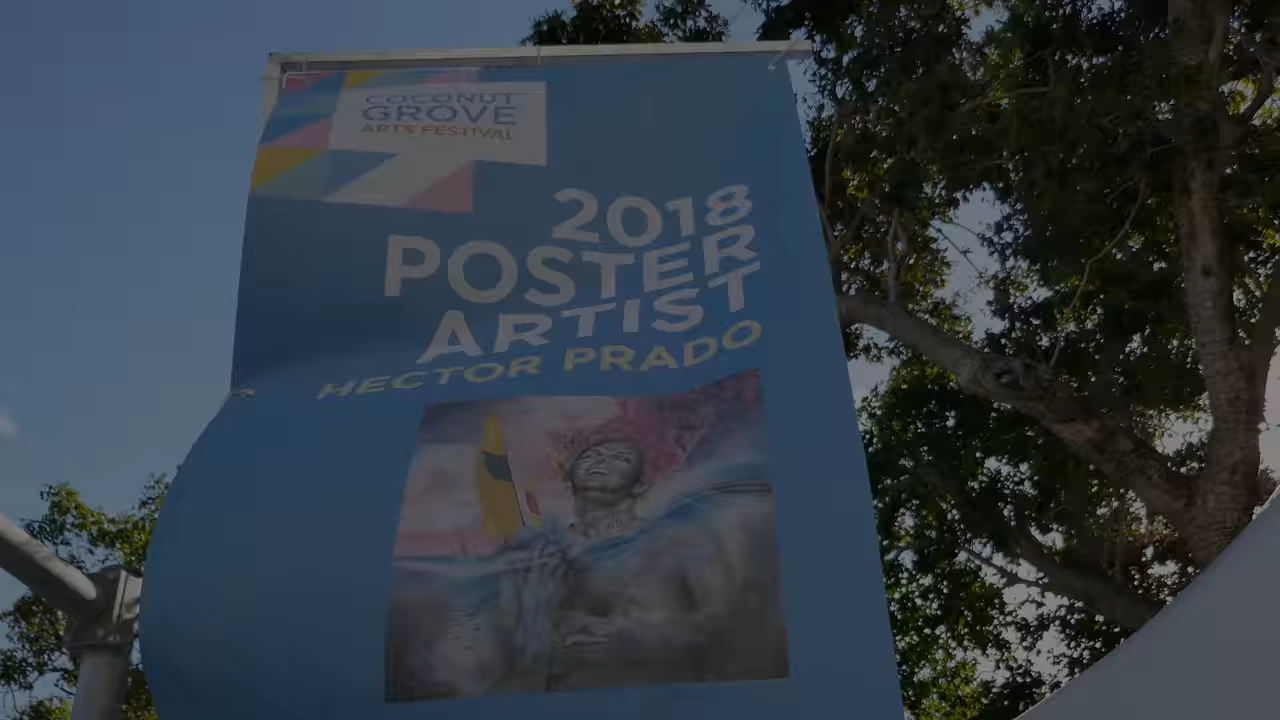 COCONUT
GROVE
ARTS FESTIVAL
2018
POSTER
ARTIST
HECTOR PRADO